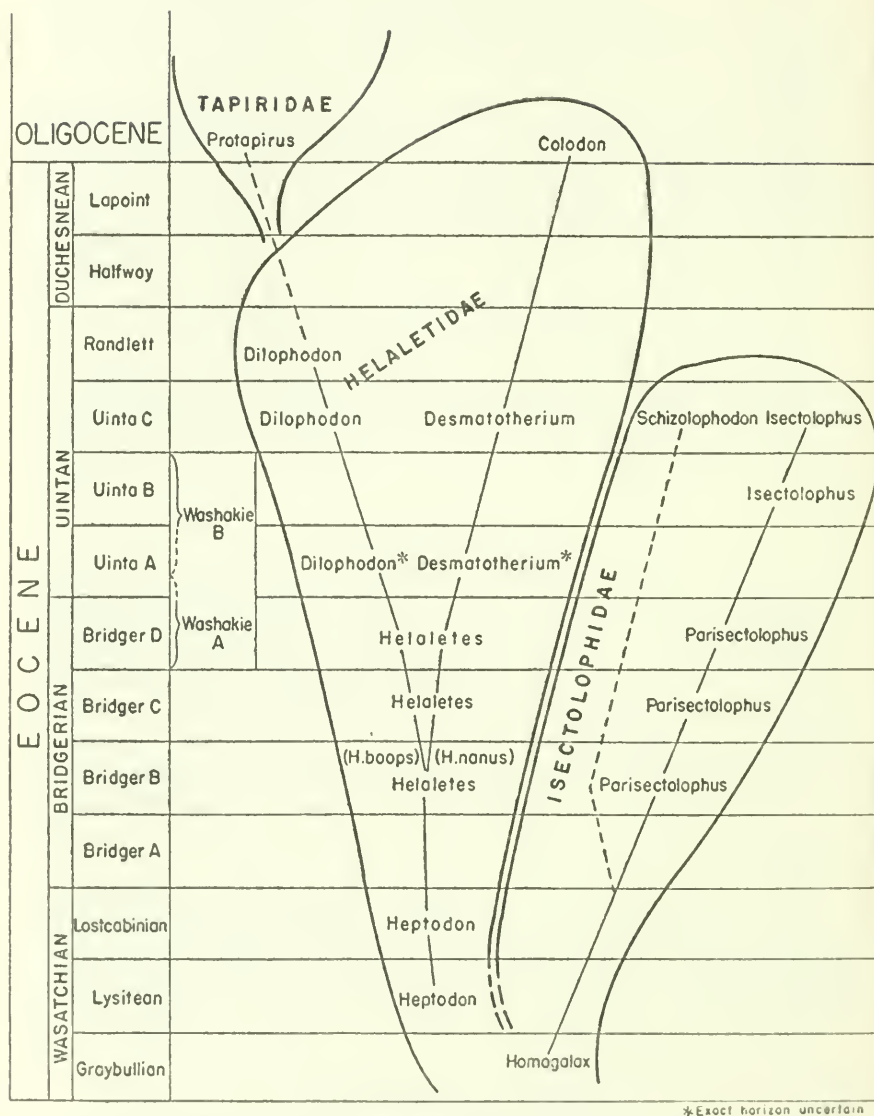 TAPIRIDAE
OLIGOCENE
Protapirus
Colodon
EOCENE
DUCHESNEAN
Lapoint
Halfway
HELALETIDAE
UINTAN
Randlett
Dilophodon
Uinta C
Dilophodon
Desmatotherium
Schizolophodon
Isectolophus
Uinta B
Washakie B
Isectolophus
Uinta A
Dilophodon*
Desmatotherium*
ISECTOLOPHIDAE
BRIDGERIAN
Bridger D
Washakie A
Helaletes
Parisectolophus
Bridger C
Helaletes
Parisectolophus
(H.boops)
(H.nanus)
Bridger B
Helaletes
Parisectolophus
Bridger A
WASATCHIAN
Lostcabinian
Heptodon
Lysitean
Heptodon
Graybullian
Homogalax
*Exact horizon uncertain